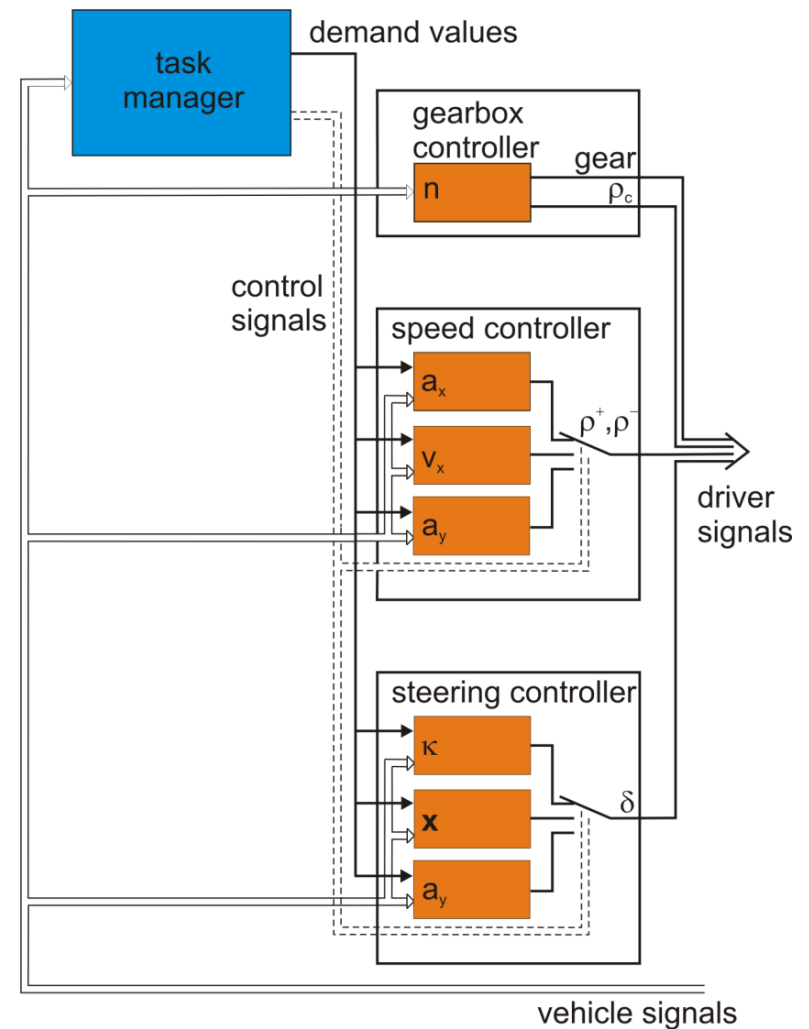 demand values
task
manager
gearbox
controller
gear
n
ρc
control
signals
speed controller
ax
ρ+,ρ−
vx
ay
driver
signals
steering controller
κ
δ
x
ay
vehicle signals